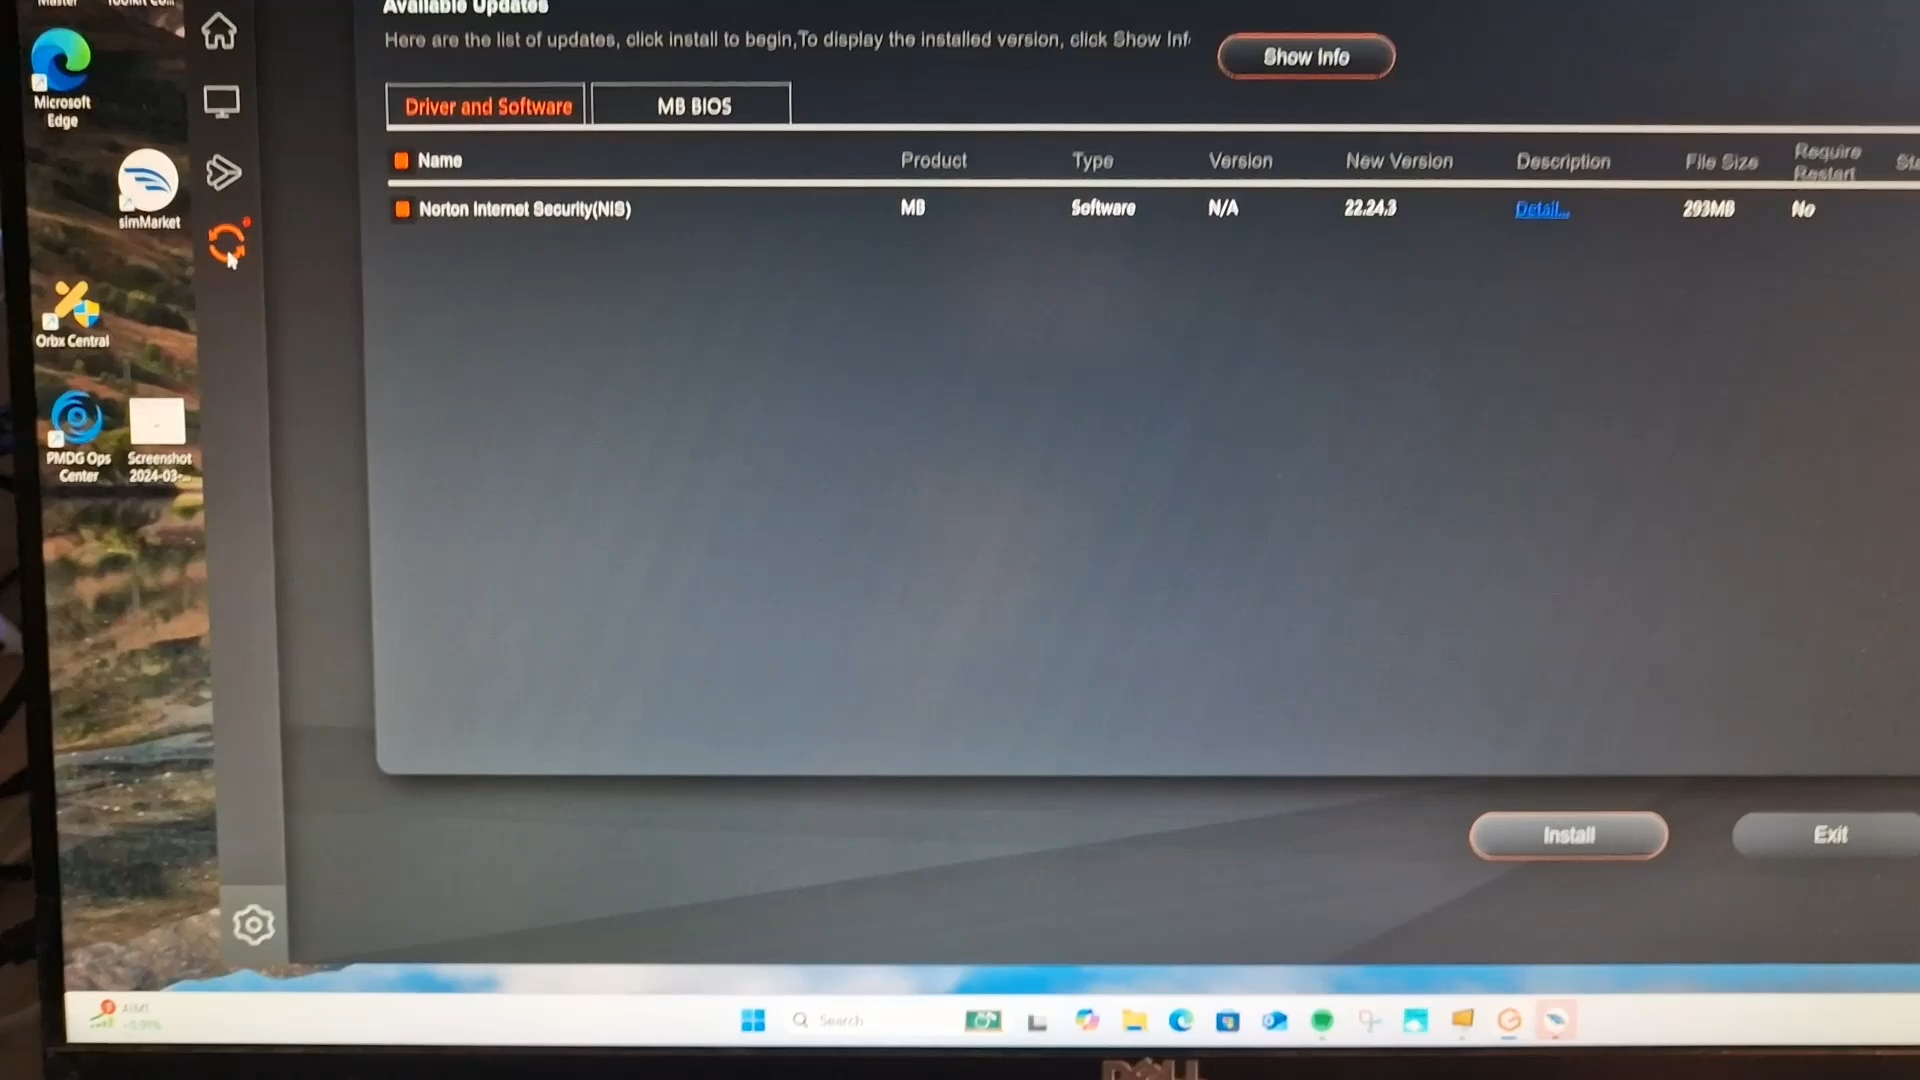 Available Updates
Here are the list of updates, click install to begin,To display the installed version, click Show Inf
Show Info
Microsoft
Edge
Driver and Software
MB BIOS
Name
Product
Type
Version
New Version
Description
File Size
Require
Restart
Norton Internet Security(NIS)
MB
Software
N/A
22.24.3
Detail...
293MB
No
simMarket
Orbx Central
PMDG Ops
Center
Screenshot
2024-03-...
Install
Exit
Search
DELL